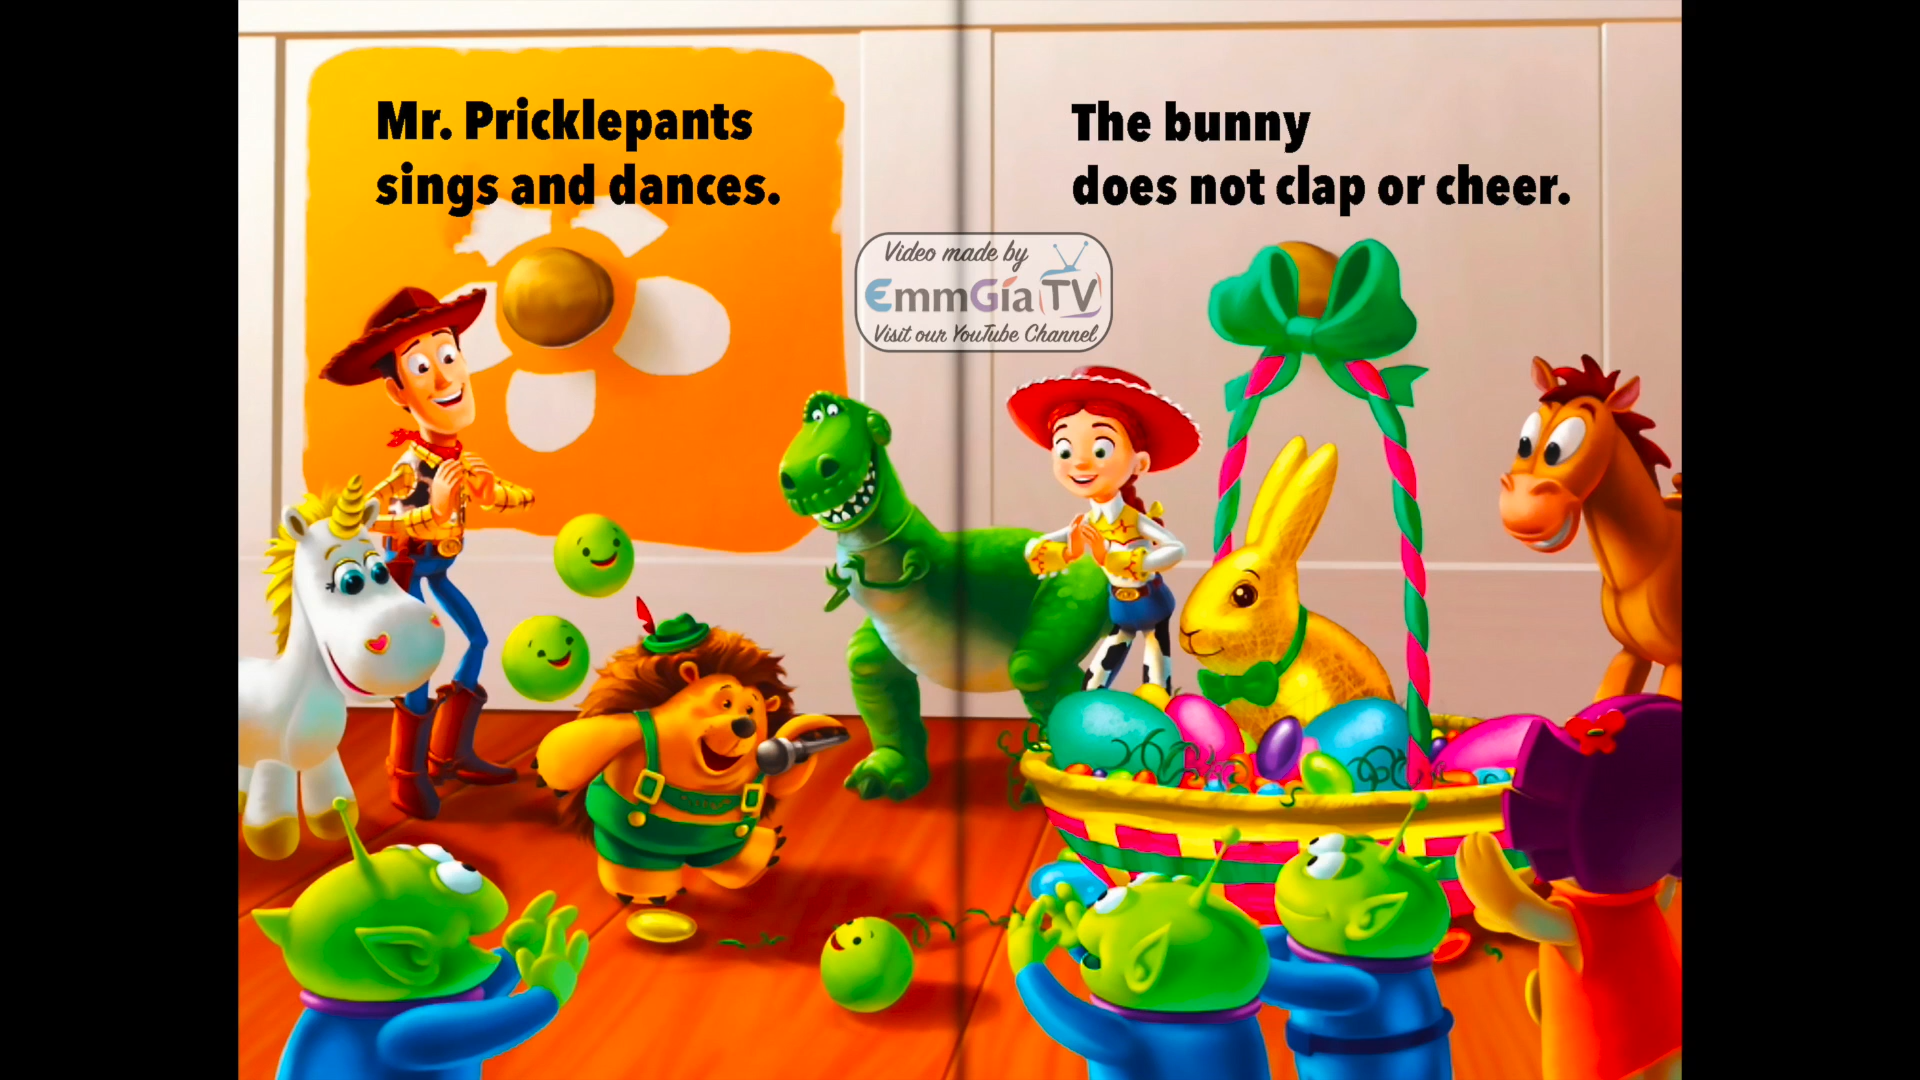 Mr. Pricklepants
sings and dances.
The bunny
does not clap or cheer.
Video made by
EmmGia TV
Visit our YouTube Channel